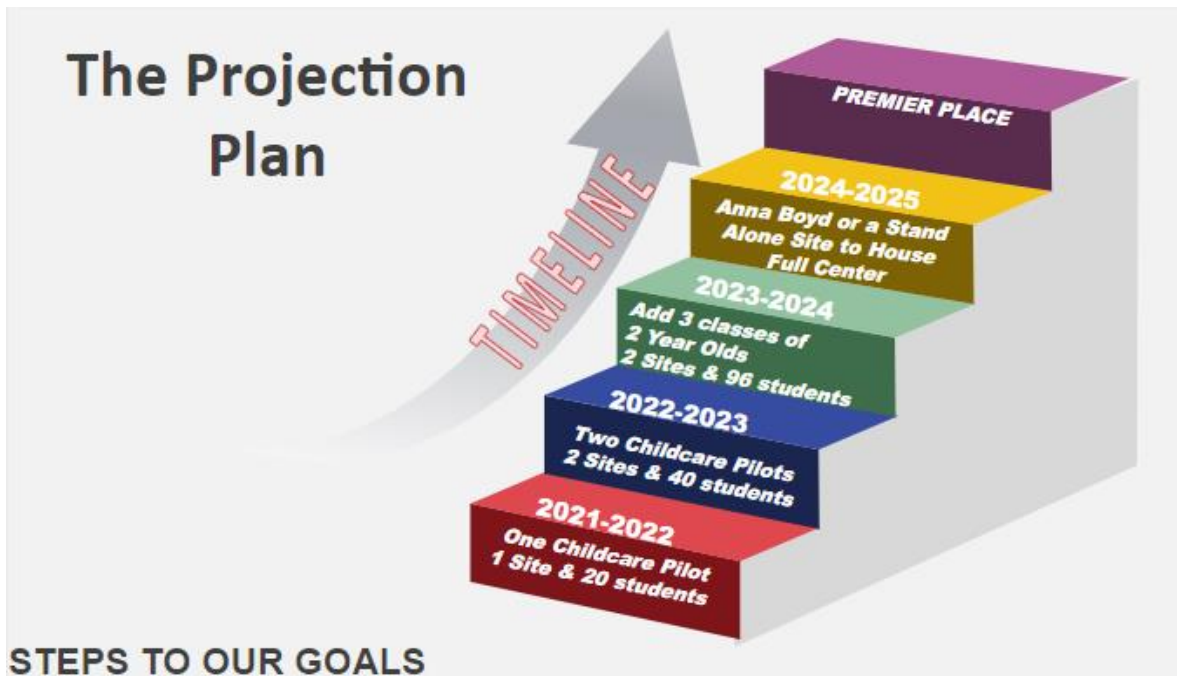 The Projection
Plan
TIMELINE
PREMIER PLACE
2024-2025
Anna Boyd or a Stand
Alone Site to House
Full Center
2023-2024
Add 3 classes of
2 Year Olds
2 Sites & 96 students
2022-2023
Two Childcare Pilots
2 Sites & 40 students
2021-2022
One Childcare Pilot
1 Site & 20 students
STEPS TO OUR GOALS